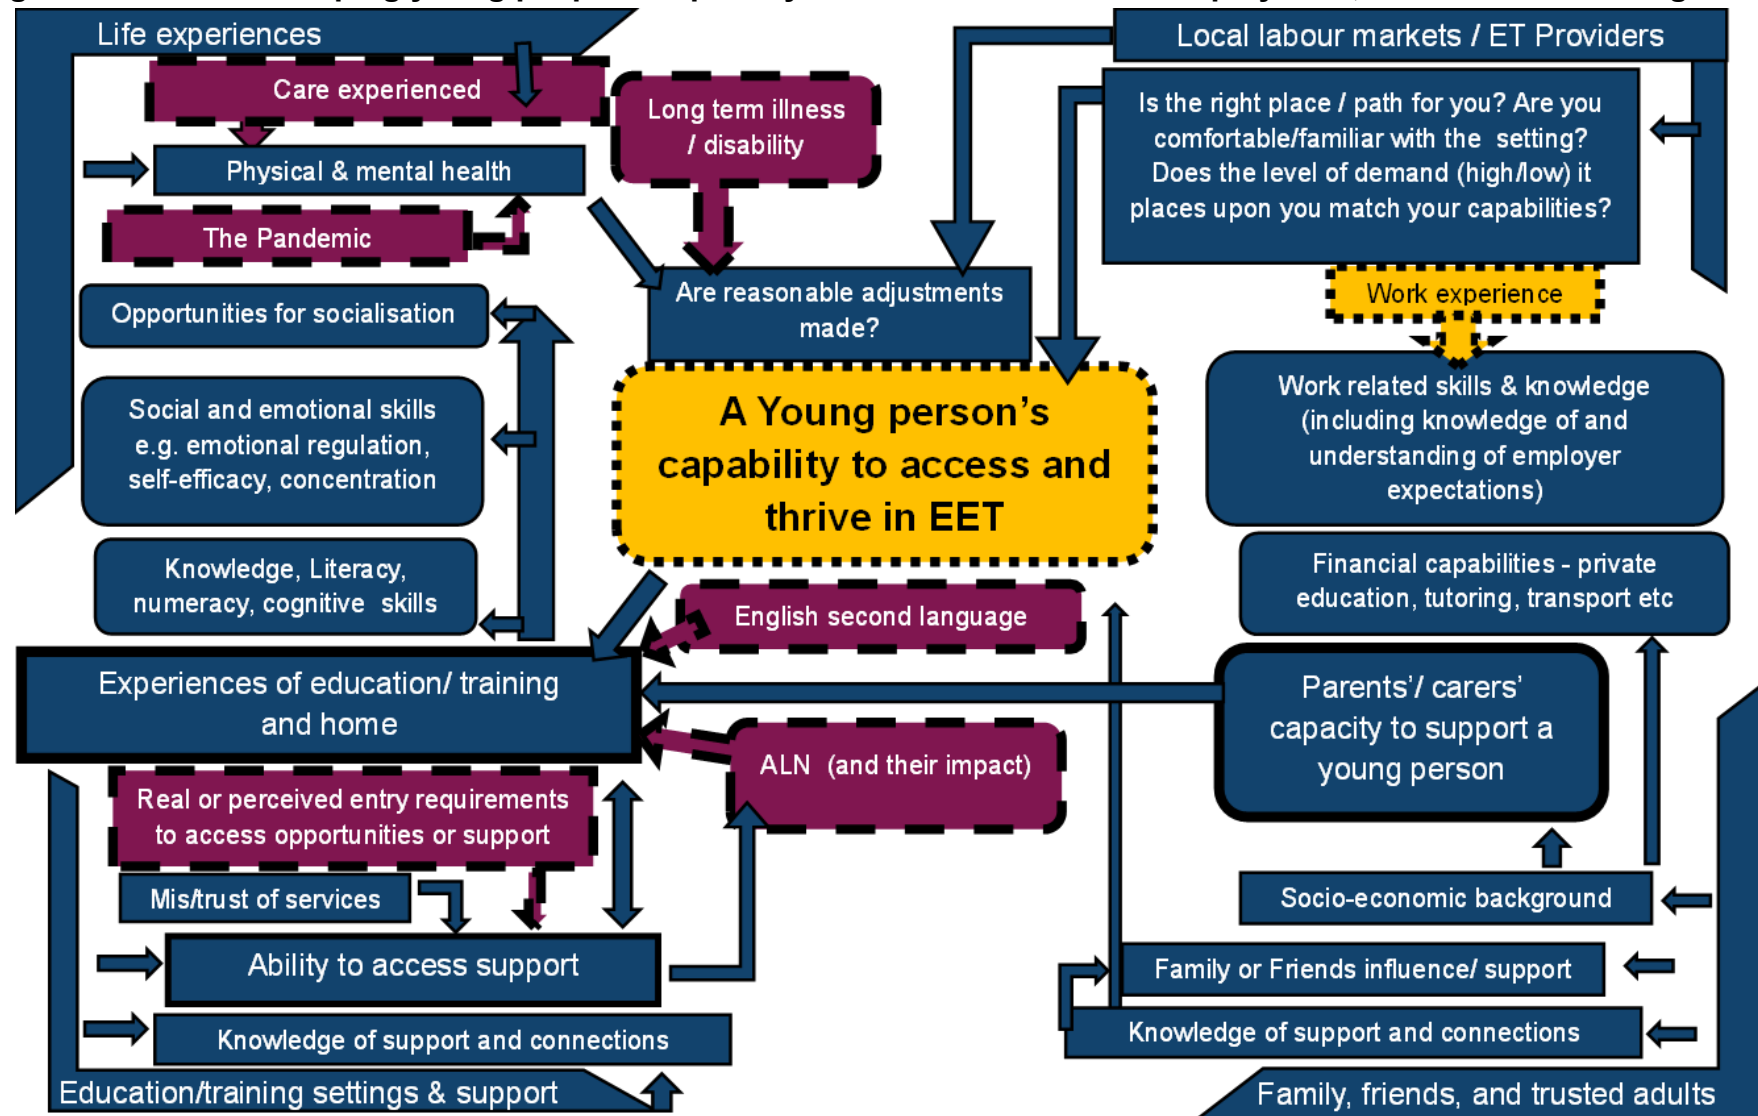 Life experiences
Care experienced
Physical & mental health
The Pandemic
Opportunities for socialisation
Social and emotional skills
e.g. emotional regulation,
self-efficacy, concentration
Knowledge, Literacy,
numeracy, cognitive skills
Long term illness
/ disability
Are reasonable adjustments
made?
A Young person’s
capability to access and
thrive in EET
Local labour markets / ET Providers
Is the right place / path for you? Are you
comfortable/familiar with the setting?
Does the level of demand (high/low) it
places upon you match your capabilities?
Work experience
Work related skills & knowledge
(including knowledge of and
understanding of employer
expectations)
Financial capabilities - private
education, tutoring, transport etc
English second language
Experiences of education/ training
and home
ALN (and their impact)
Parents’/ carers’
capacity to support a
young person
Real or perceived entry requirements
to access opportunities or support
Mis/trust of services
Ability to access support
Knowledge of support and connections
Education/training settings & support
Socio-economic background
Family or Friends influence/ support
Knowledge of support and connections
Family, friends, and trusted adults